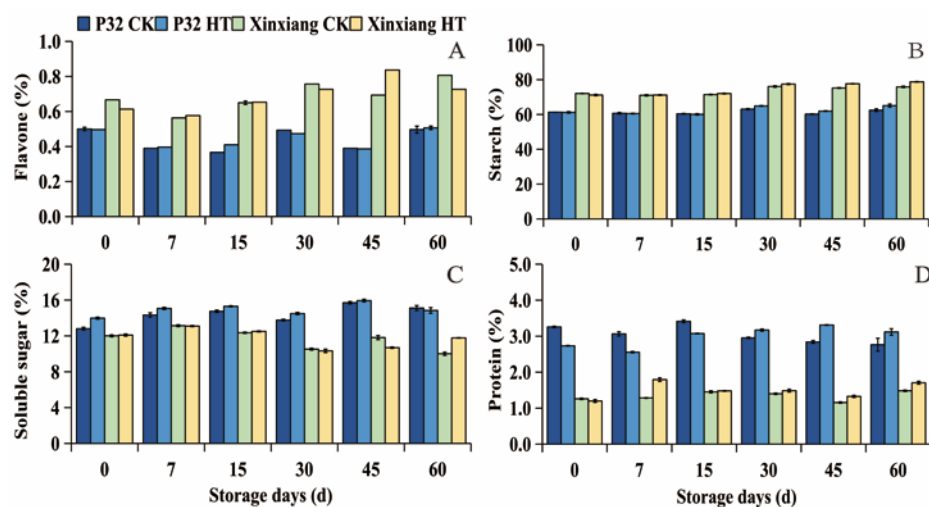 P32 CK P32 HT Xinxiang CK Xinxiang HT
A
Flavone (%)
1.0
0.8
0.6
0.4
0.2
0.0
0 7 15 30 45 60
B
Starch (%)
100
80
60
40
20
0
0 7 15 30 45 60
C
Soluble sugar (%)
20
16
12
8
4
0
0 7 15 30 45 60
Storage days (d)
D
Protein (%)
5.0
4.0
3.0
2.0
1.0
0.0
0 7 15 30 45 60
Storage days (d)